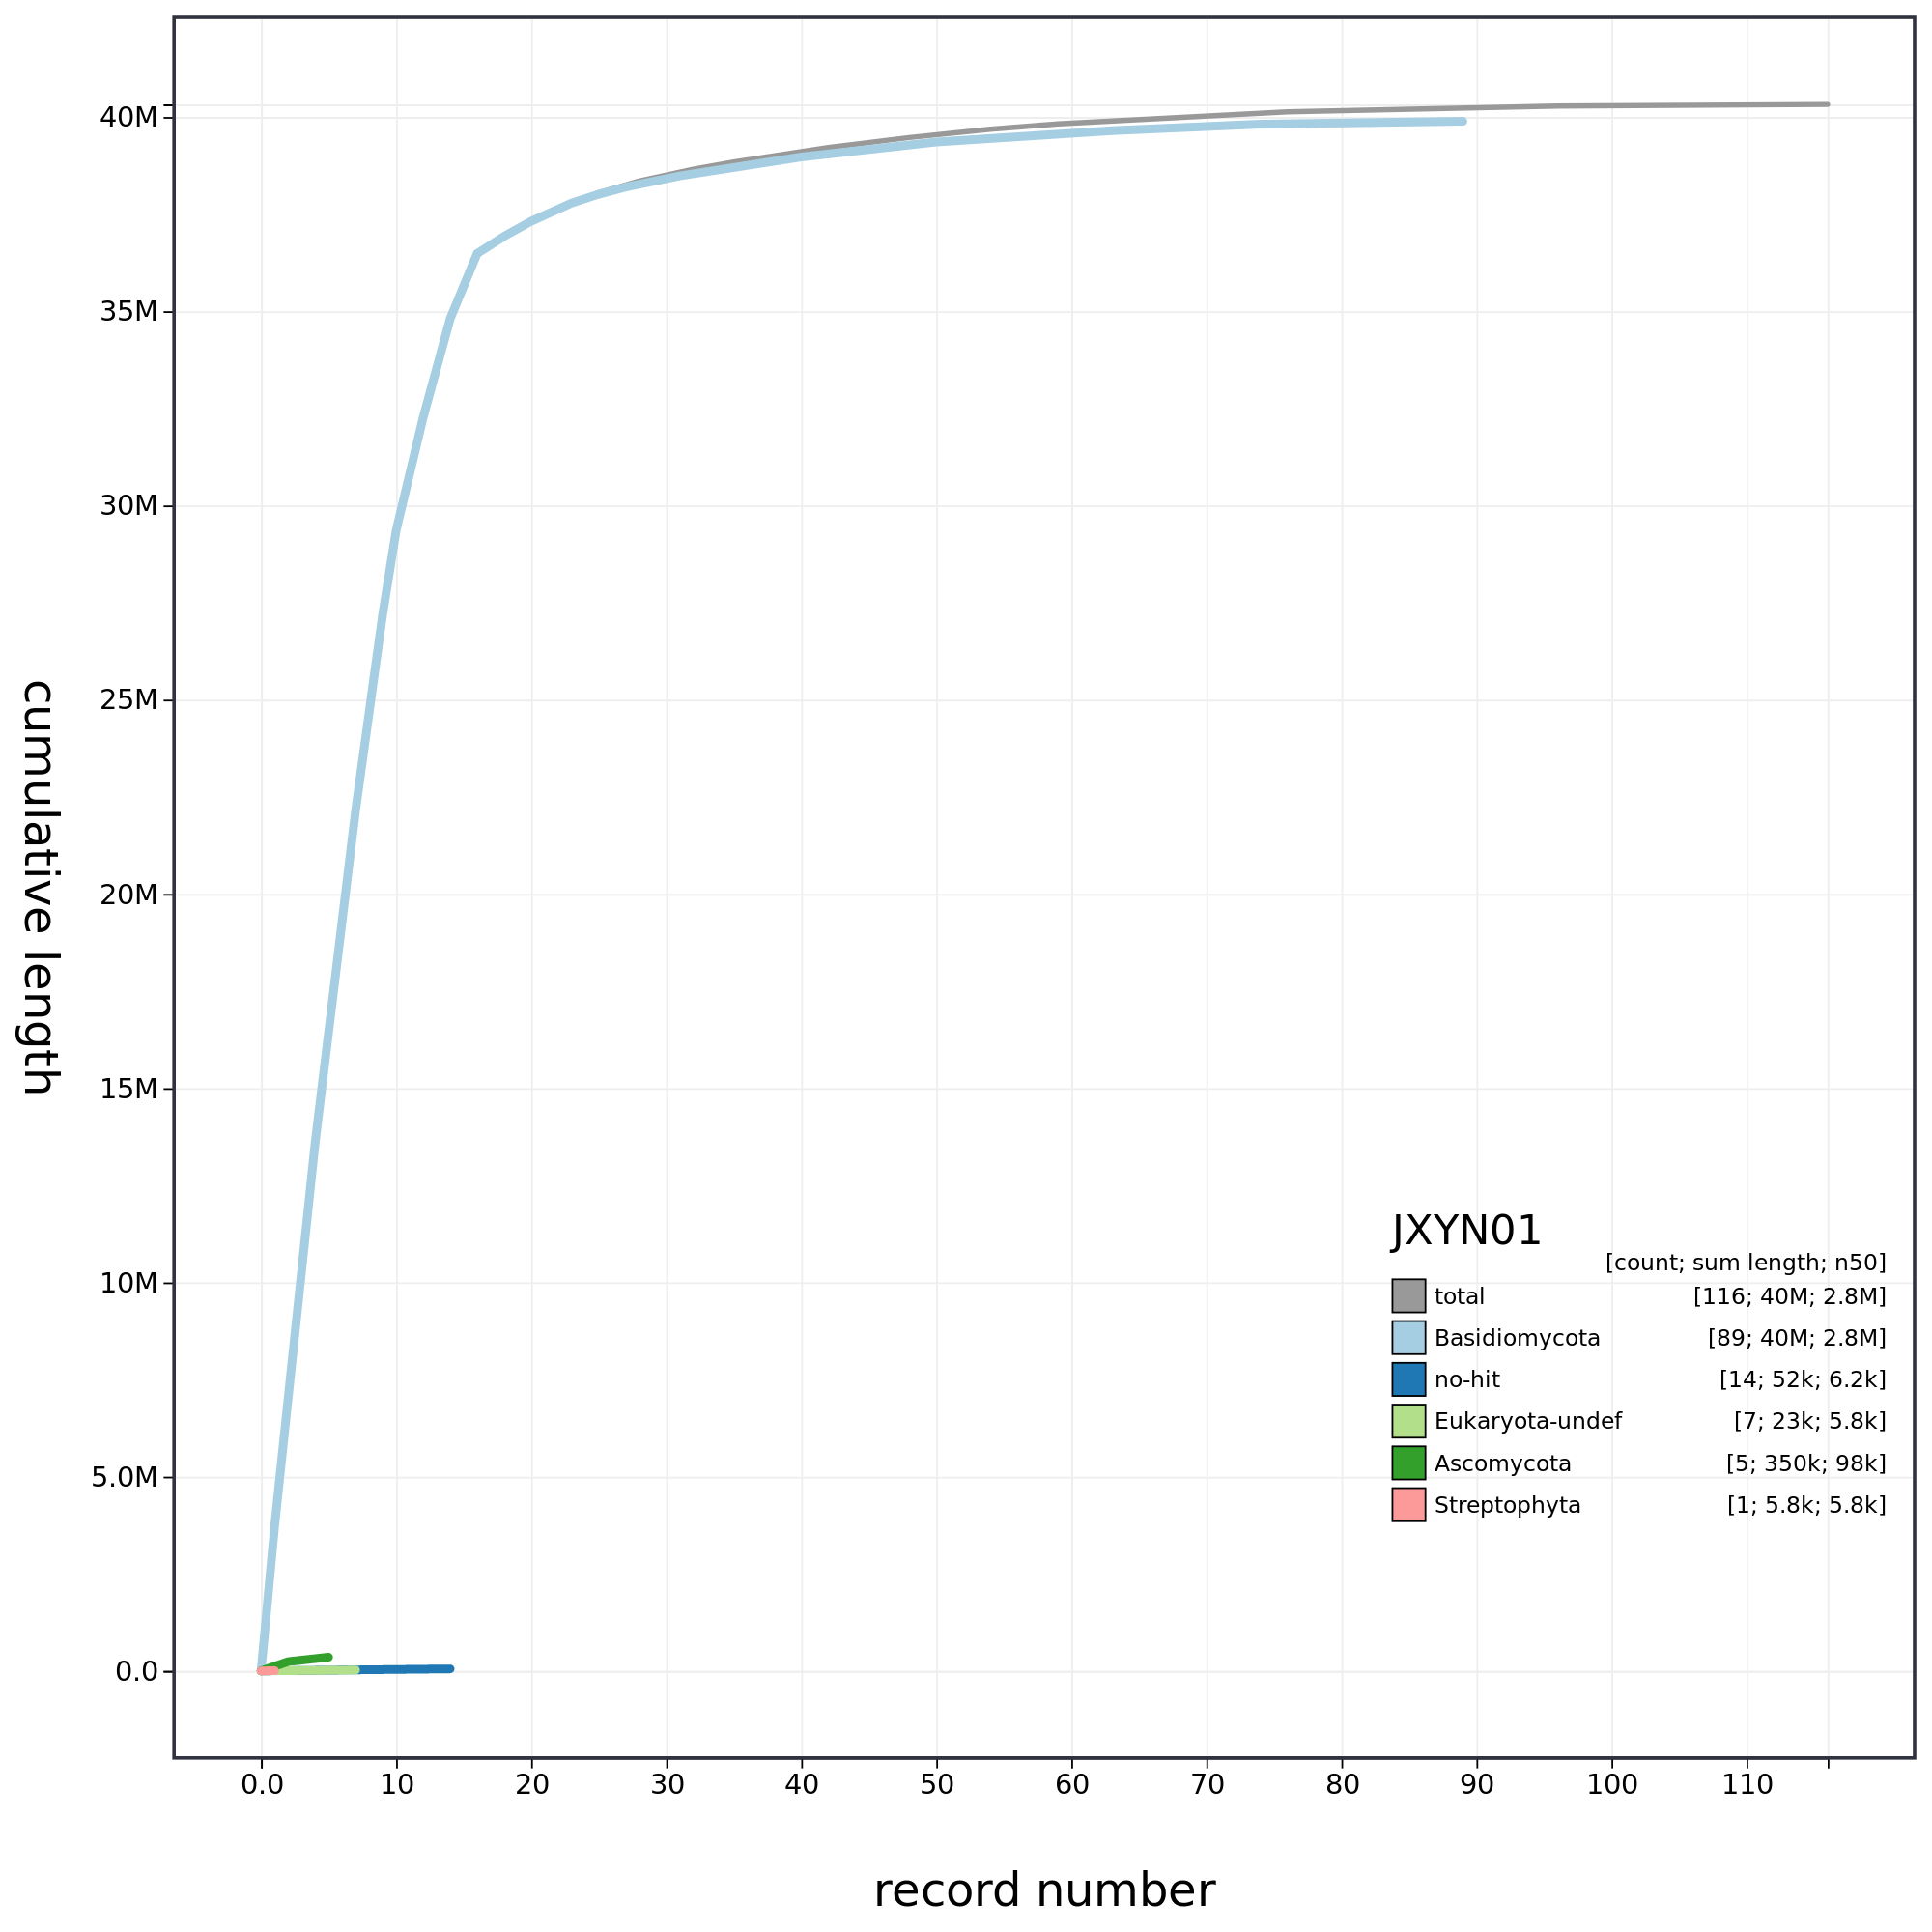 40M
35M
30M
25M
20M
15M
10M
5.0M
0.0
cumulative length
JXYN01
[count; sum length; n50]
total [116; 40M; 2.8M]
Basidiomycota [89; 40M; 2.8M]
no-hit [14; 52k; 6.2k]
Eukaryota-undef [7; 23k; 5.8k]
Ascomycota [5; 350k; 98k]
Streptophyta [1; 5.8k; 5.8k]
0.0 10 20 30 40 50 60 70 80 90 100 110
record number